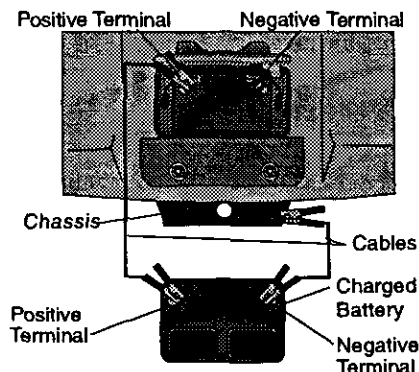 Positive Terminal
Negative Terminal
Chassis
Cables
Charged
Battery
Positive
Terminal
Negative
Terminal